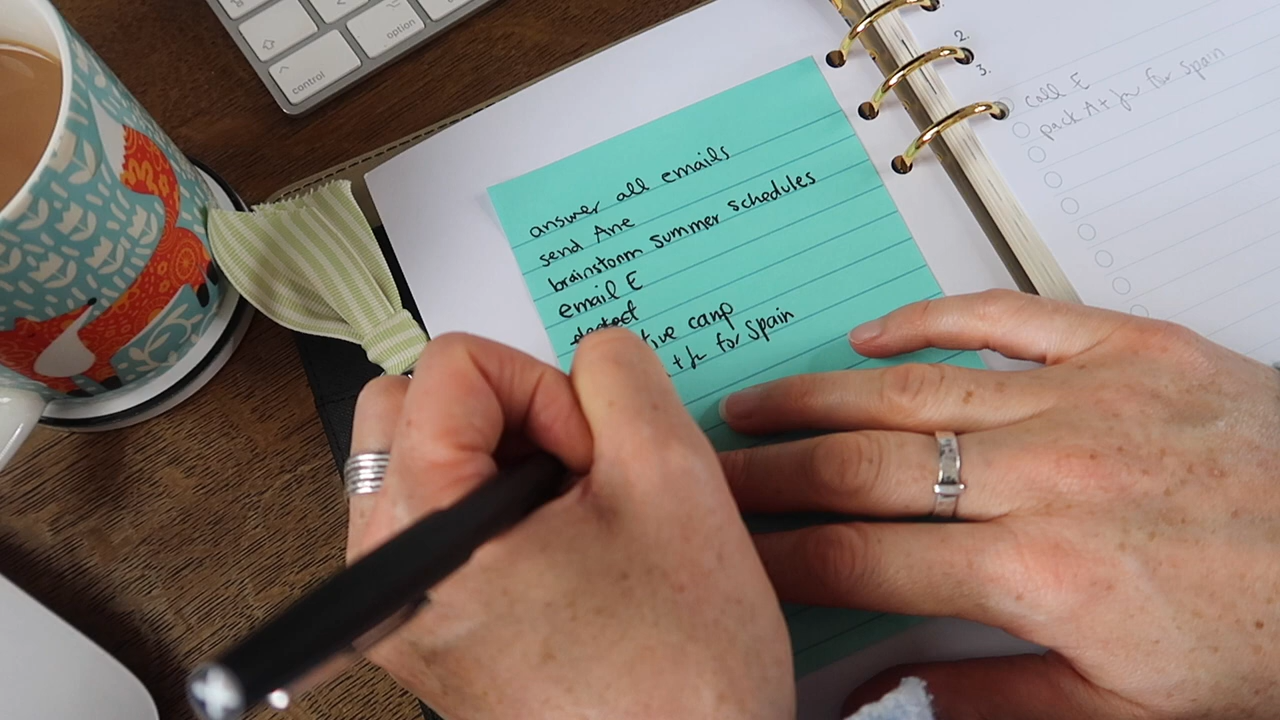 control
option
answer all emails
send Ane
brainstorm summer schedules
email E
camp
for Spain
2.
3.
call E
pack A + Jr for Spain